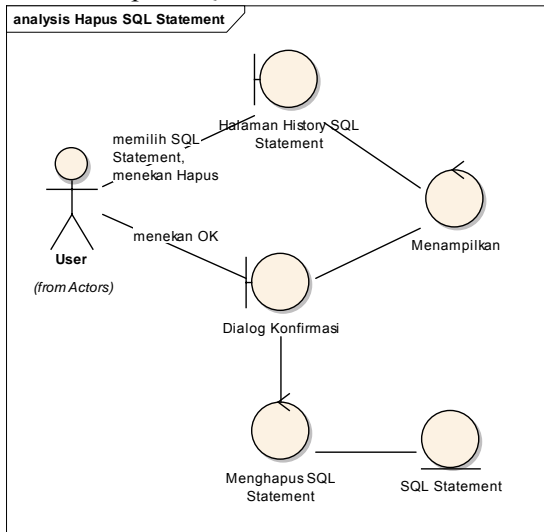 analysis Hapus SQL Statement
Halaman History SQL
Statement
memilih SQL
Statement,
menekan Hapus
User
(from Actors)
menekan OK
Menampilkan
Dialog Konfirmasi
Menghapus SQL
Statement
SQL Statement